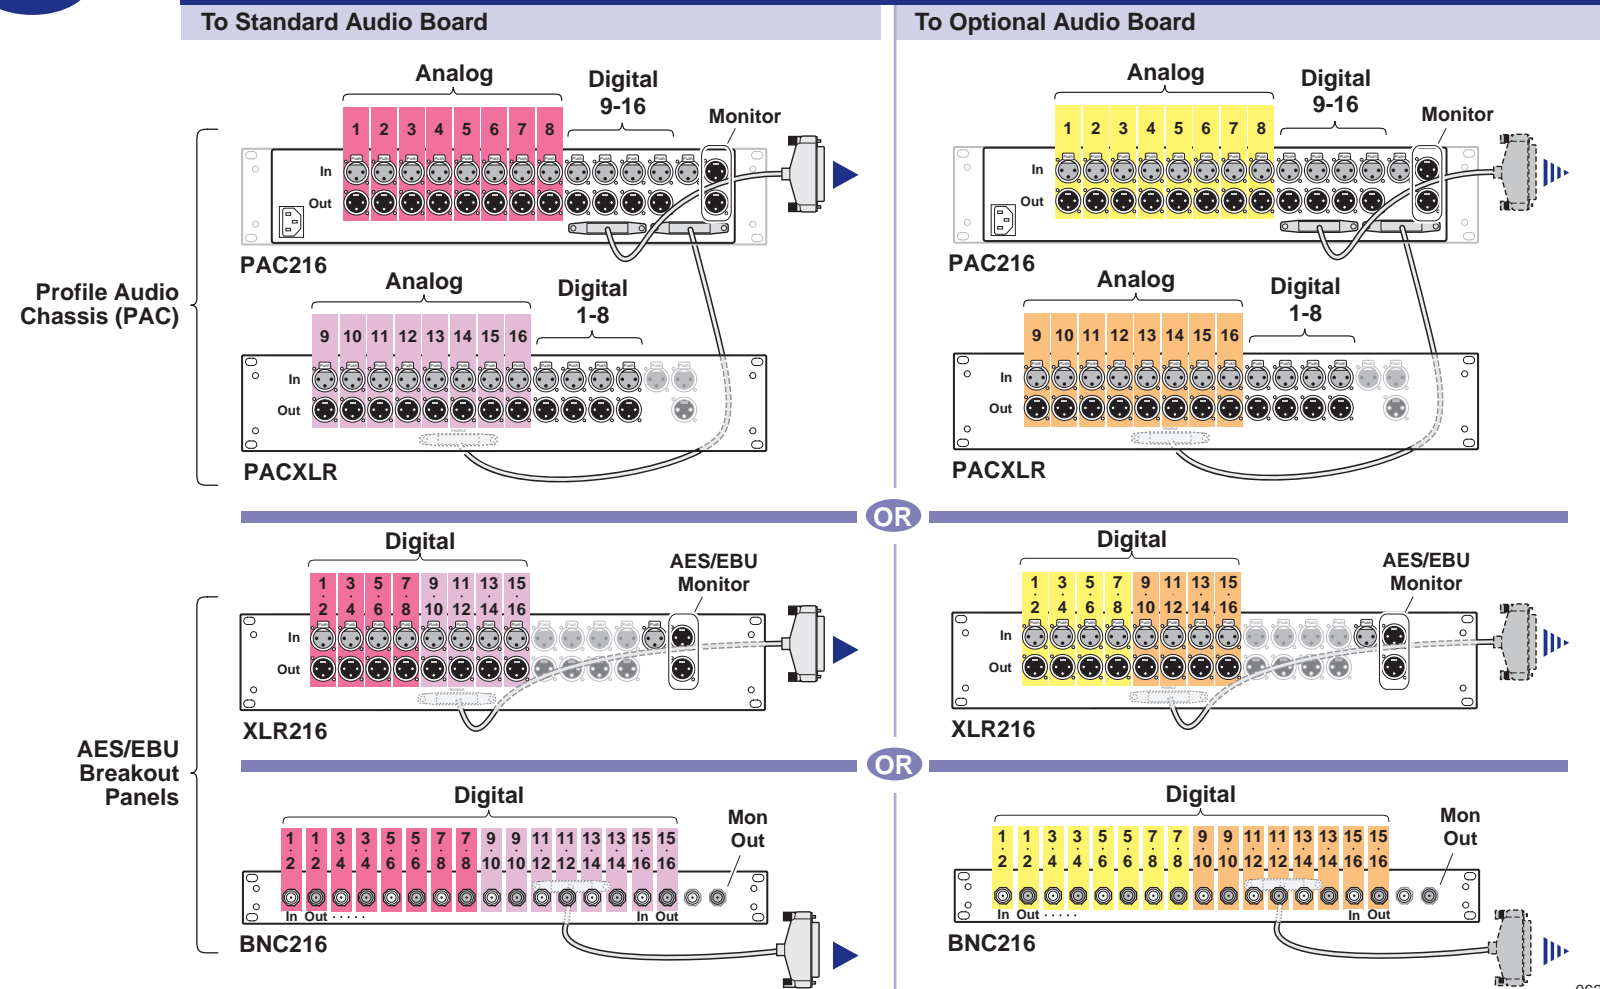 To Standard Audio Board
To Optional Audio Board
Analog
Digital
9-16
Monitor
1 2 3 4 5 6 7 8
In
Out
PAC216
Profile Audio
Chassis (PAC)
Analog
Digital
1-8
9 10 11 12 13 14 15 16
In
Out
PACXLR
Analog
Digital
9-16
Monitor
1 2 3 4 5 6 7 8
In
Out
PAC216
Analog
Digital
1-8
9 10 11 12 13 14 15 16
In
Out
PACXLR
OR
Digital
AES/EBU
Monitor
1 3 5 7 9 11 13 15
2 4 6 8 10 12 14 16
In
Out
XLR216
Digital
AES/EBU
Monitor
1 3 5 7 9 11 13 15
2 4 6 8 10 12 14 16
In
Out
XLR216
AES/EBU
Breakout
Panels
OR
Digital
Mon
Out
1 1 3 3 5 5 7 7 9 9 11 11 13 13 15 15
2 2 4 4 6 6 8 8 10 10 12 12 14 14 16 16
In Out ····· In Out
BNC216
Digital
Mon
Out
1 1 3 3 5 5 7 7 9 9 11 11 13 13 15 15
2 2 4 4 6 6 8 8 10 10 12 12 14 14 16 16
In Out ····· In Out
BNC216